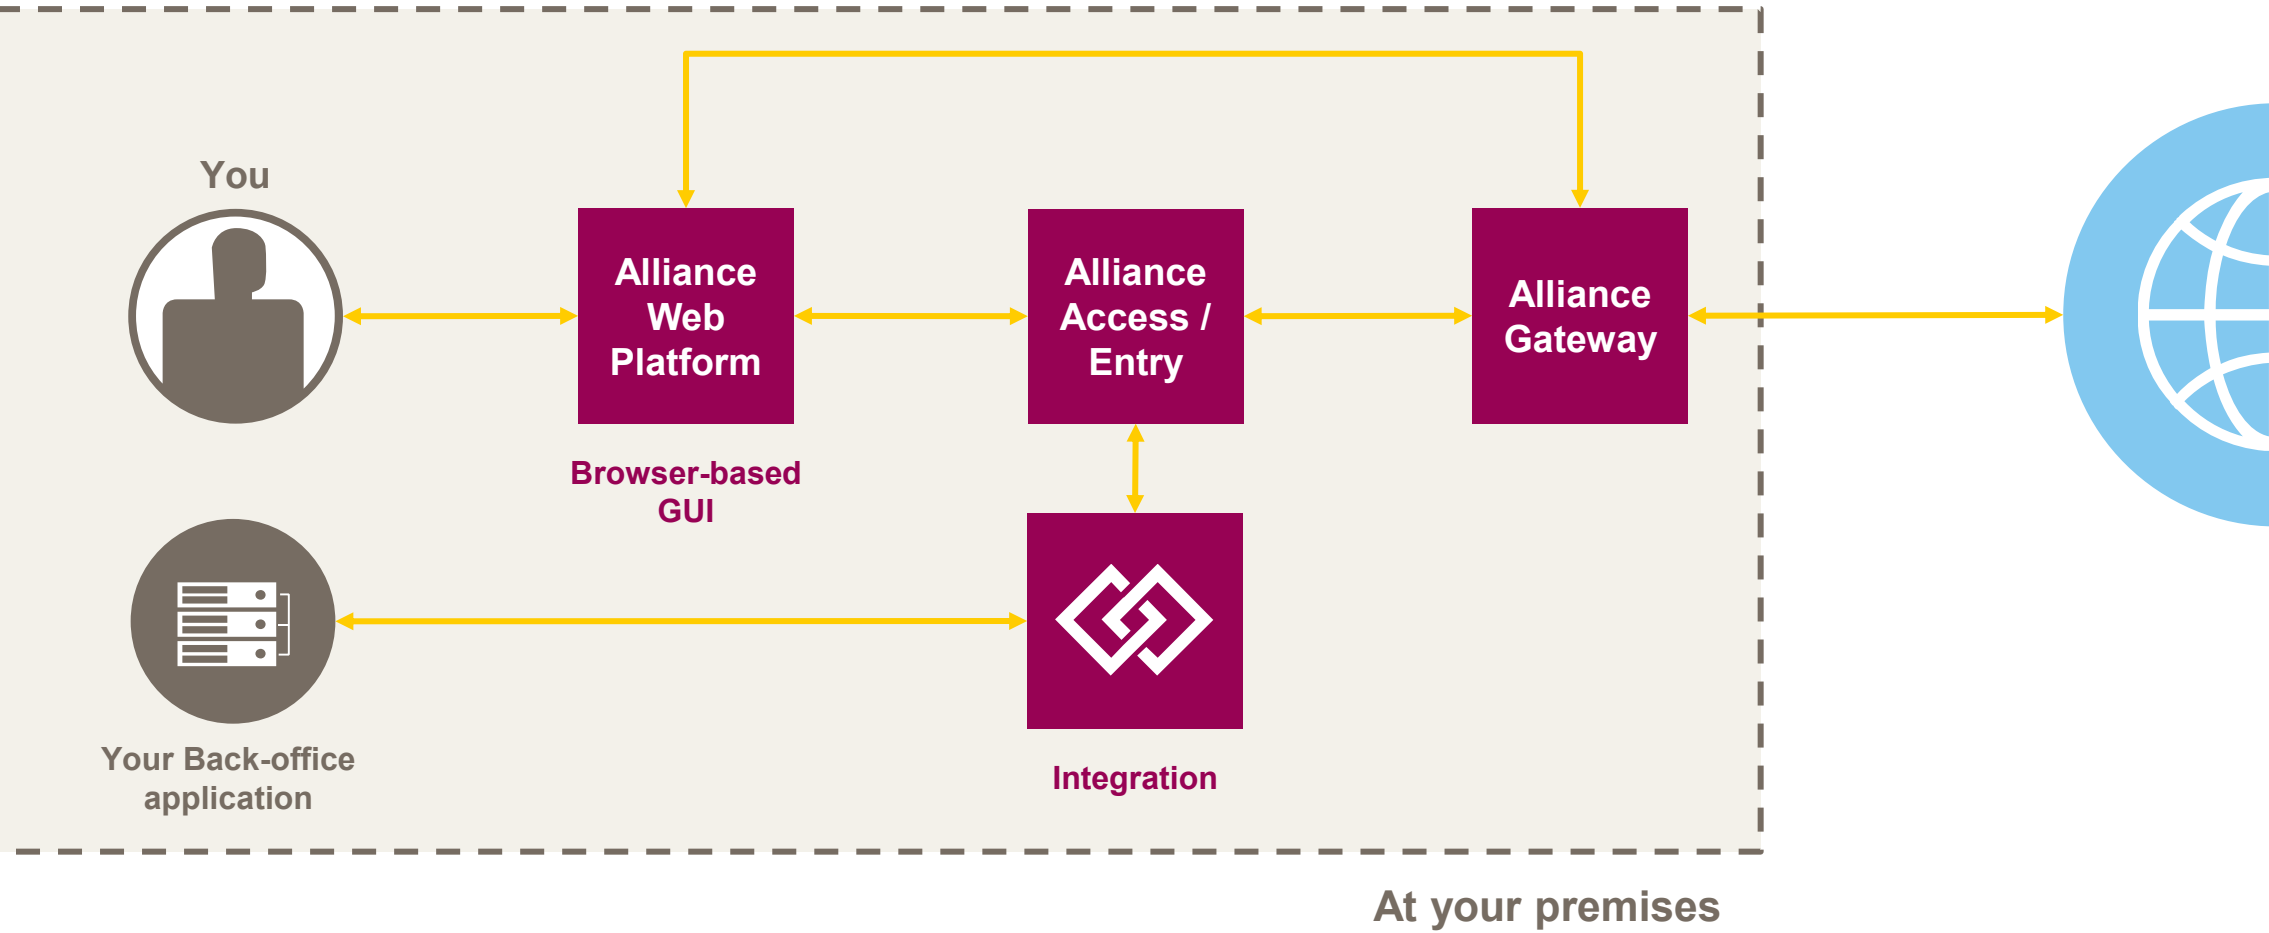 You
Alliance
Web
Platform
Alliance
Access /
Entry
Alliance
Gateway
Browser-based
GUI
Your Back-office
application
Integration
At your premises